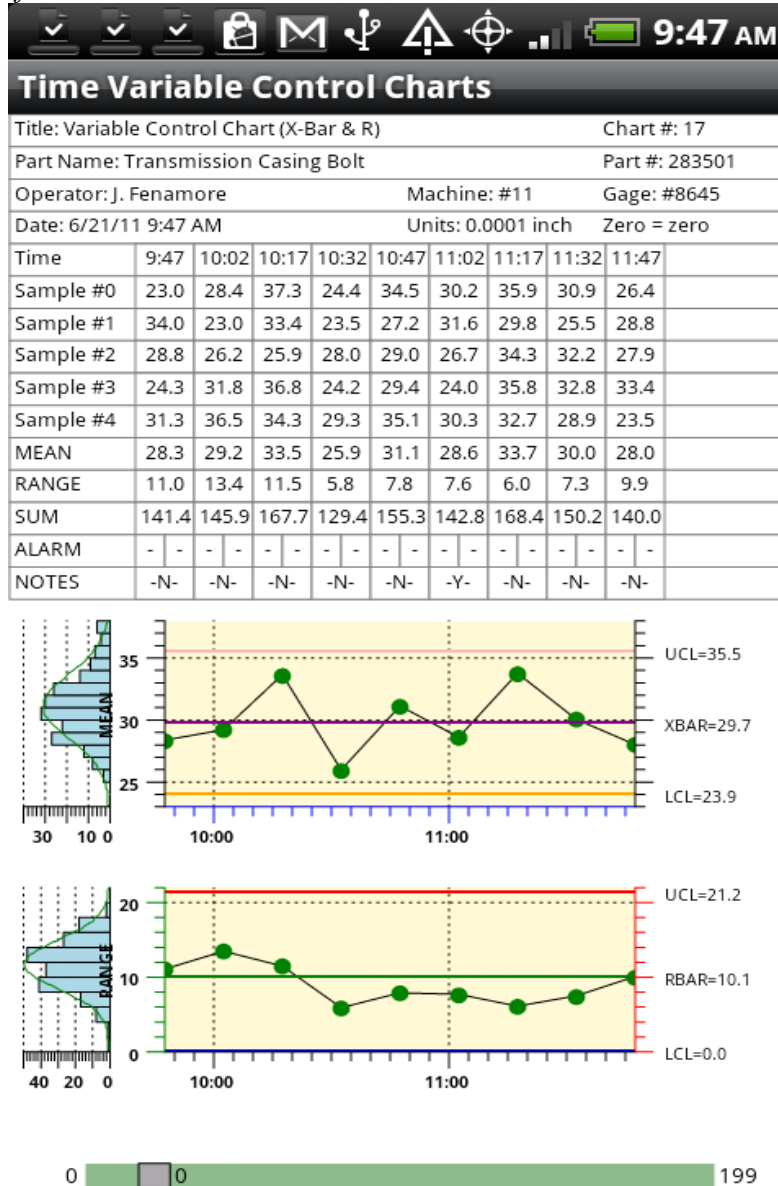 9:47 AM
Time Variable Control Charts
Title: Variable Control Chart (X-Bar & R) Chart #: 17
Part Name: Transmission Casing Bolt Part #: 283501
Operator: J. Fenamore Machine: #11 Gage: #8645
Date: 6/21/11 9:47 AM Units: 0.0001 inch Zero = zero
Time 9:47 10:02 10:17 10:32 10:47 11:02 11:17 11:32 11:47
Sample #0 23.0 28.4 37.3 24.4 34.5 30.2 35.9 30.9 26.4
Sample #1 34.0 23.0 33.4 23.5 27.2 31.6 29.8 25.5 28.8
Sample #2 28.8 26.2 25.9 28.0 29.0 26.7 34.3 32.2 27.9
Sample #3 24.3 31.8 36.8 24.2 29.4 24.0 35.8 32.8 33.4
Sample #4 31.3 36.5 34.3 29.3 35.1 30.3 32.7 28.9 23.5
MEAN 28.3 29.2 33.5 25.9 31.1 28.6 33.7 30.0 28.0
RANGE 11.0 13.4 11.5 5.8 7.8 7.6 6.0 7.3 9.9
SUM 141.4 145.9 167.7 129.4 155.3 142.8 168.4 150.2 140.0
ALARM - - - - - - - - - - - - - - - - - -
NOTES -N- -N- -N- -N- -N- -Y- -N- -N- -N-
MEAN
35
30
25
UCL=35.5
XBAR=29.7
LCL=23.9
30 10 0 10:00 11:00
RANGE
20
10
0
UCL=21.2
RBAR=10.1
LCL=0.0
40 20 0 10:00 11:00
0 0 199